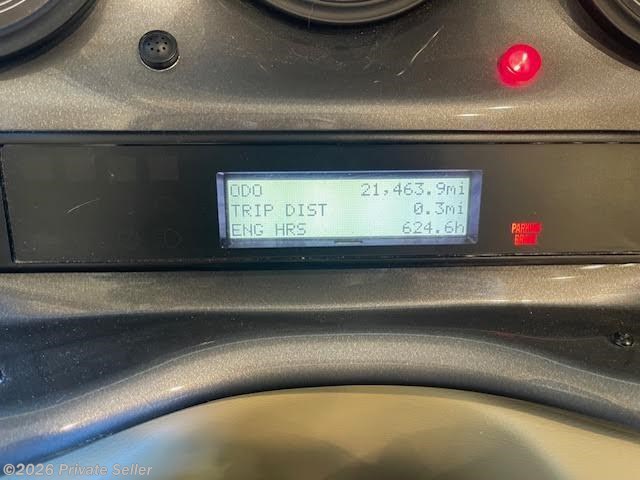 ODO 21,463.9mi
TRIP DIST 0.3mi
ENG HRS 624.6h
PARKING
BRAKE
©2026 Private Seller